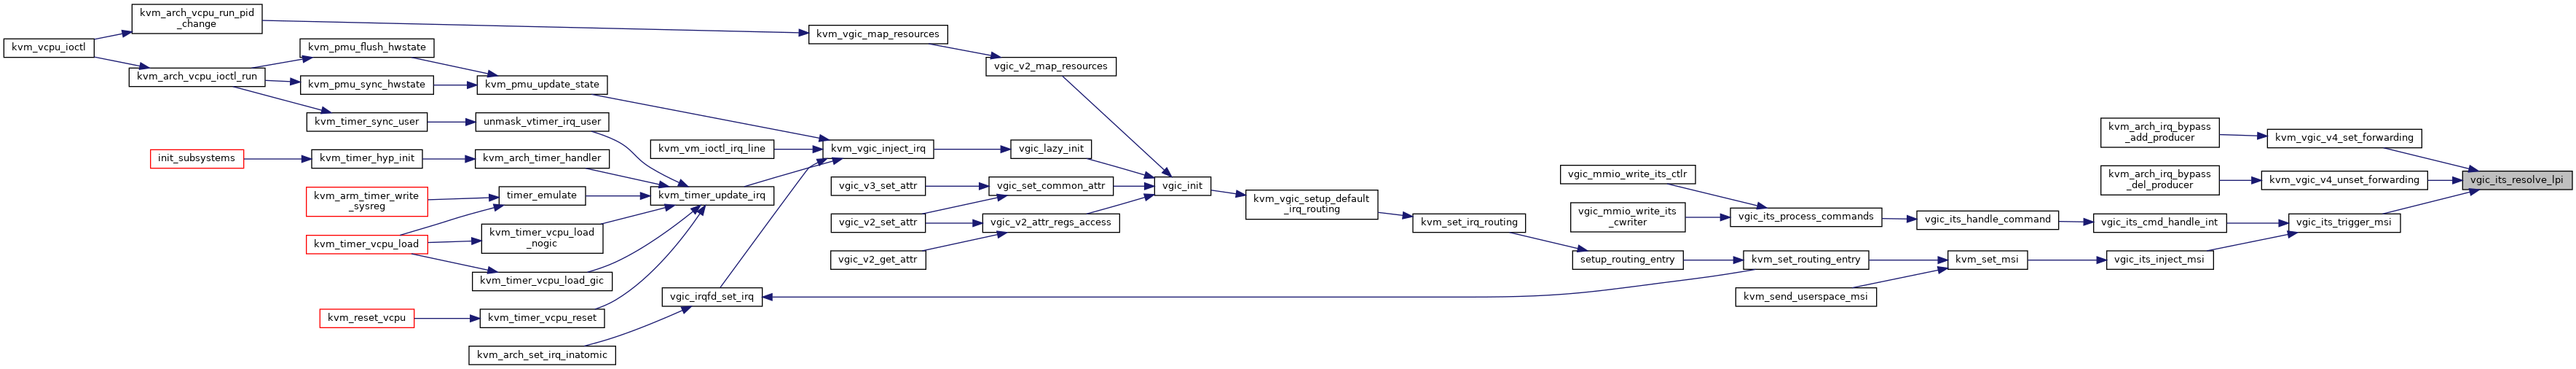 kvm_arch_vcpu_run_pid
_change
kvm_vcpu_ioctl
kvm_arch_vcpu_ioctl_run
kvm_pmu_flush_hwstate
kvm_pmu_sync_hwstate
kvm_timer_sync_user
init_subsystems
kvm_timer_hyp_init
kvm_arm_timer_write
_sysreg
kvm_timer_vcpu_load
kvm_reset_vcpu
kvm_pmu_update_state
unmask_vtimer_irq_user
kvm_arch_timer_handler
timer_emulate
kvm_timer_vcpu_load
_nogic
kvm_timer_vcpu_load_gic
kvm_timer_vcpu_reset
kvm_arch_set_irq_inatomic
kvm_vm_ioctl_irq_line
kvm_timer_update_irq
vgic_irqfd_set_irq
kvm_vgic_map_resources
kvm_vgic_inject_irq
vgic_v3_set_attr
vgic_v2_set_attr
vgic_v2_get_attr
vgic_v2_map_resources
vgic_lazy_init
vgic_set_common_attr
vgic_v2_attr_regs_access
vgic_init
kvm_vgic_setup_default
_irq_routing
kvm_set_irq_routing
vgic_mmio_write_its_ctlr
vgic_mmio_write_its
_cwriter
setup_routing_entry
vgic_its_process_commands
kvm_set_routing_entry
kvm_send_userspace_msi
vgic_its_handle_command
kvm_set_msi
kvm_arch_irq_bypass
_add_producer
kvm_arch_irq_bypass
_del_producer
vgic_its_cmd_handle_int
vgic_its_inject_msi
kvm_vgic_v4_set_forwarding
kvm_vgic_v4_unset_forwarding
vgic_its_trigger_msi
vgic_its_resolve_lpi